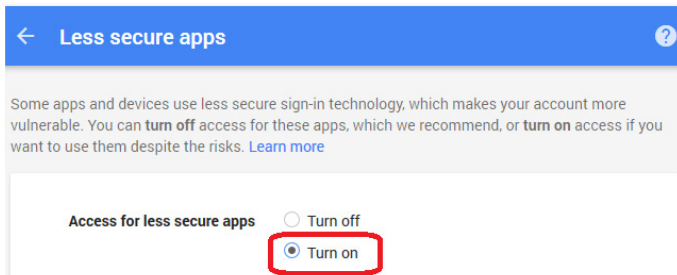 Less secure apps
Some apps and devices use less secure sign-in technology, which makes your account more
vulnerable. You can turn off access for these apps, which we recommend, or turn on access if you
want to use them despite the risks. Learn more
Access for less secure apps
Turn off
Turn on